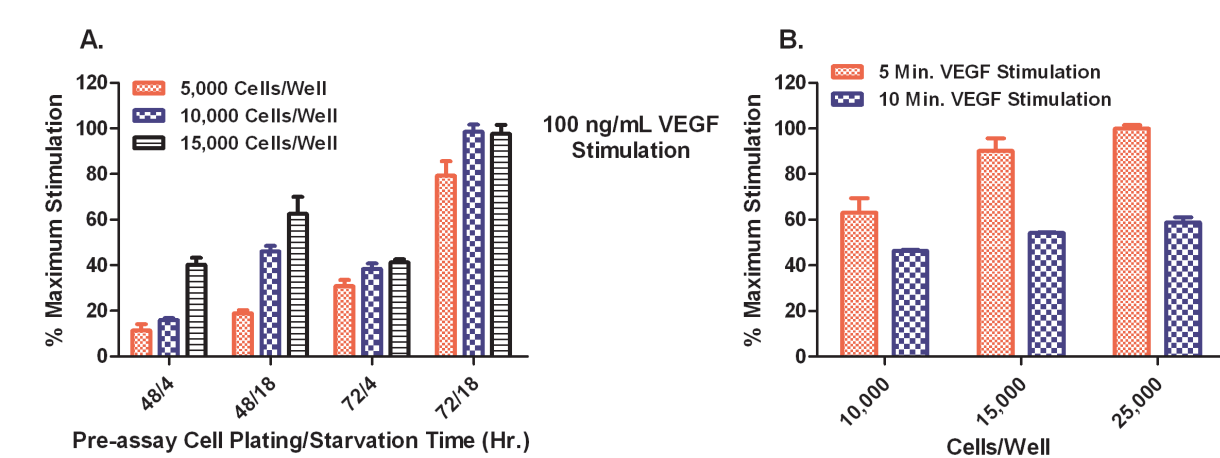 A.
% Maximum Stimulation
120
100
80
60
40
20
0
5,000 Cells/Well
10,000 Cells/Well
15,000 Cells/Well
48/4
48/18
72/4
72/18
Pre-assay Cell Plating/Starvation Time (Hr.)
100 ng/mL VEGF
Stimulation
B.
% Maximum Stimulation
120
100
80
60
40
20
0
5 Min. VEGF Stimulation
10 Min. VEGF Stimulation
10,000
15,000
25,000
Cells/Well